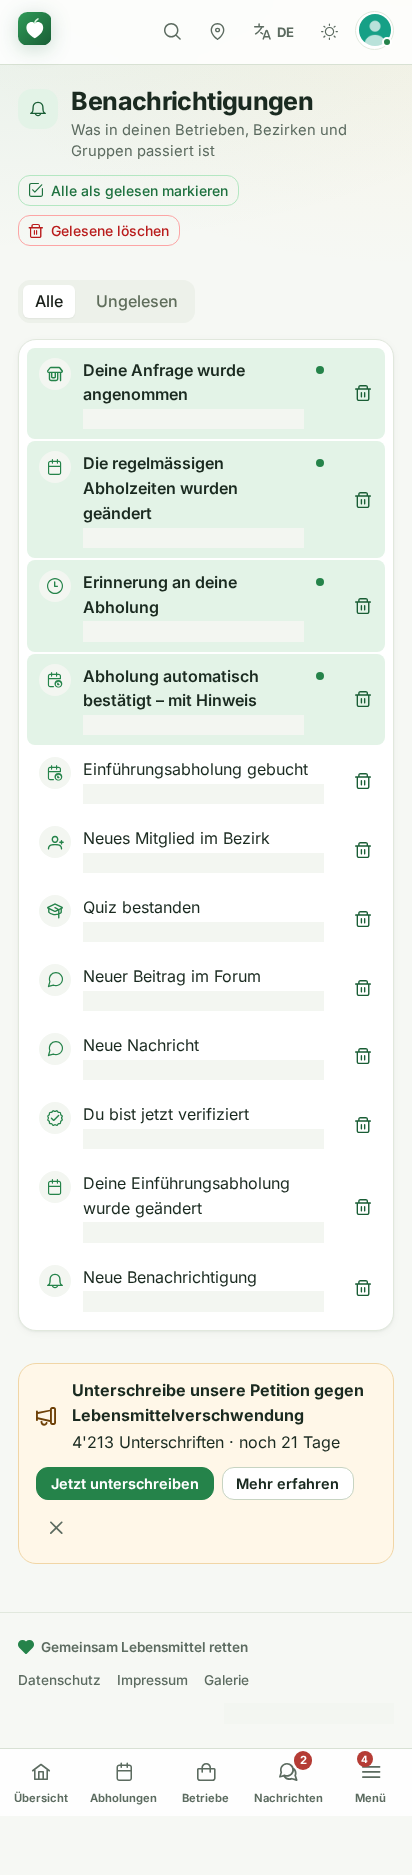 DE
Benachrichtigungen
Was in deinen Betrieben, Bezirken und
Gruppen passiert ist
Alle als gelesen markieren
Gelesene löschen
Alle
Ungelesen
Deine Anfrage wurde
angenommen
Die regelmässigen
Abholzeiten wurden
geändert
Erinnerung an deine
Abholung
Abholung automatisch
bestätigt – mit Hinweis
Einführungsabholung gebucht
Neues Mitglied im Bezirk
Quiz bestanden
Neuer Beitrag im Forum
Neue Nachricht
Du bist jetzt verifiziert
Deine Einführungsabholung
wurde geändert
Neue Benachrichtigung
Unterschreibe unsere Petition gegen
Lebensmittelverschwendung
4'213 Unterschriften · noch 21 Tage
Jetzt unterschreiben
Mehr erfahren
Gemeinsam Lebensmittel retten
Datenschutz Impressum Galerie
2
4
Übersicht Abholungen Betriebe Nachrichten Menü